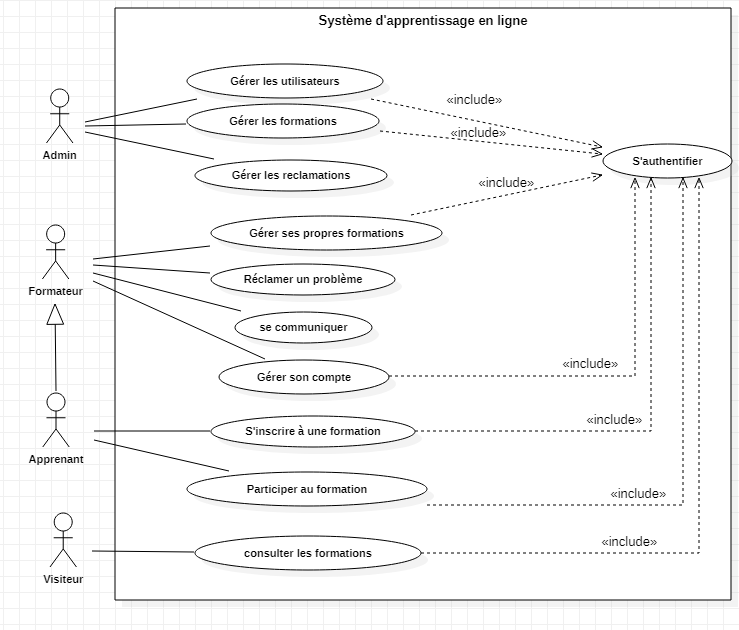 Système d'apprentissage en ligne
Gérer les utilisateurs
«include»
Gérer les formations
«include»
Admin
S'authentifier
Gérer les reclamations
«include»
Gérer ses propres formations
Réclamer un problème
Formateur
se communiquer
«include»
Gérer son compte
«include»
S'inscrire à une formation
Apprenant
Participer au formation
«include»
«include»
consulter les formations
Visiteur